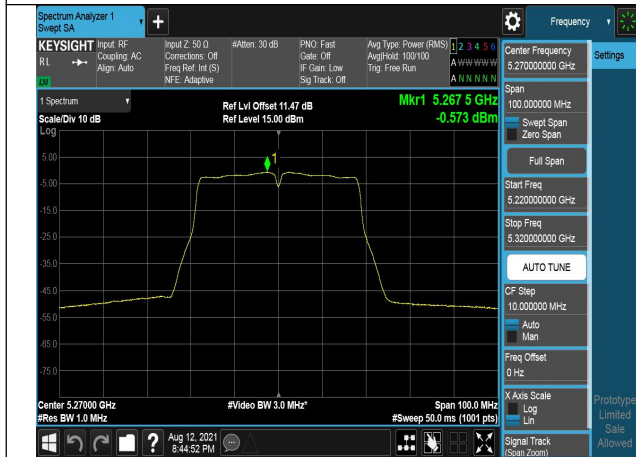 Spectrum Analyzer 1
Swept SA
+
Frequency
KEYSIGHT
Input: RF
Coupling: AC
Align: Auto
R L
LXI
Input Z: 50 Ω
Corrections: Off
Freq Ref: Int (S)
NFE: Adaptive
#Atten: 30 dB
PNO: Fast
Gate: Off
IF Gain: Low
Sig Track: Off
Avg Type: Power (RMS)
Avg|Hold: 100/100
Trig: Free Run
1 2 3 4 5 6
A W W W W W
A N N N N N
1 Spectrum
Scale/Div 10 dB
Log
Ref Lvl Offset 11.47 dB
Ref Level 15.00 dBm
Mkr1 5.267 5 GHz
-0.573 dBm
1
5.00
-5.00
-15.0
-25.0
-35.0
-45.0
-55.0
-65.0
-75.0
Center 5.27000 GHz
#Res BW 1.0 MHz
#Video BW 3.0 MHz*
Span 100.0 MHz
#Sweep 50.0 ms (1001 pts)
Aug 12, 2021
8:44:52 PM
?
Center Frequency
5.270000000 GHz
Settings
Span
100.000000 MHz
Swept Span
Zero Span
Full Span
Start Freq
5.220000000 GHz
Stop Freq
5.320000000 GHz
AUTO TUNE
CF Step
10.000000 MHz
Auto
Man
Freq Offset
0 Hz
X Axis Scale
Log
Lin
Signal Track
(Span Zoom)
Prototype
Limited
Sale
Allowed